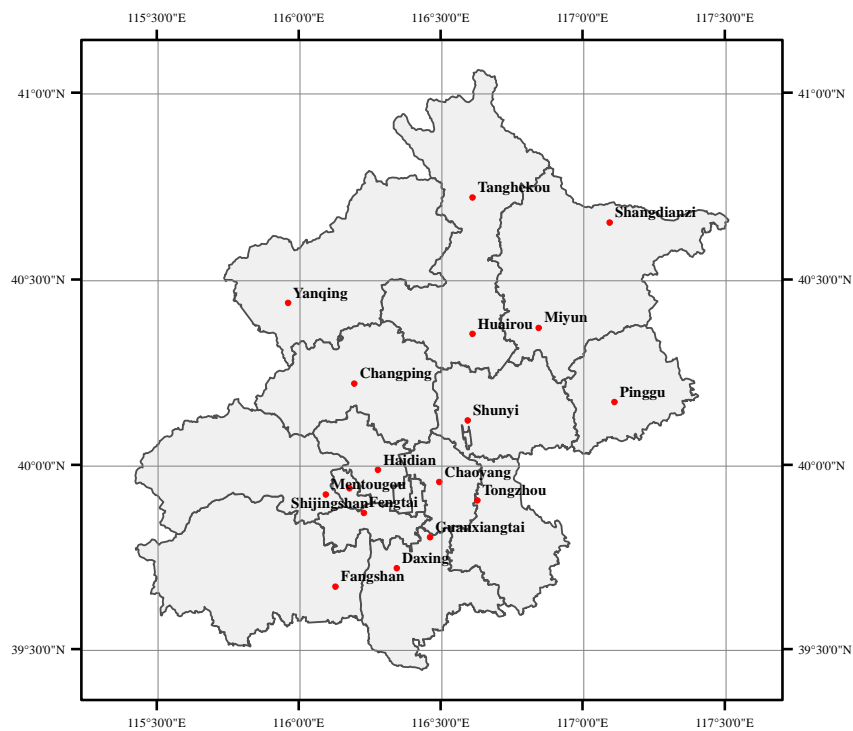 115°30'0"E 116°0'0"E 116°30'0"E 117°0'0"E 117°30'0"E
41°0'0"N 41°0'0"N
Tanghekou
Shangdianzi
40°30'0"N 40°30'0"N
Yanqing
Huairou Miyun
Changping
Pinggu
Shunyi
40°0'0"N 40°0'0"N
Haidian
Chaoyang
Mentougou
Tongzhou
Shijingshan Fengtai
Guanxiangtai
Daxing
Fangshan
39°30'0"N 39°30'0"N
115°30'0"E 116°0'0"E 116°30'0"E 117°0'0"E 117°30'0"E